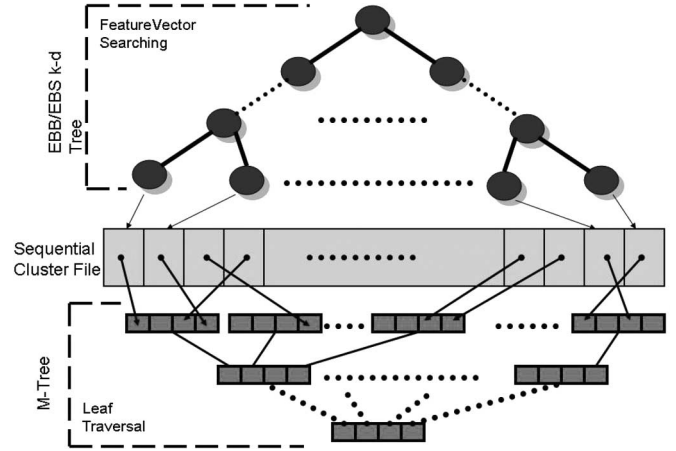 FeatureVector
Searching
EBB/EBS k-d
Tree
Sequential
Cluster File
M-Tree
Leaf
Traversal